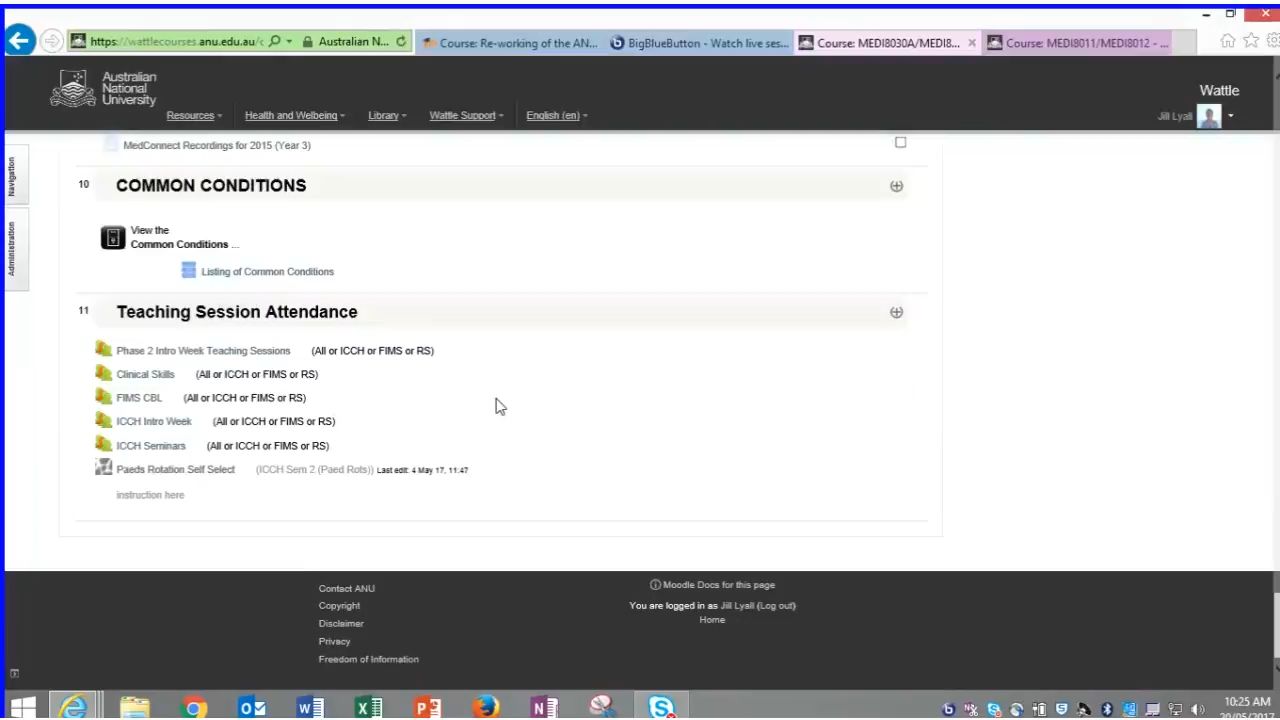 https://wattlecourses.anu.edu.au/c
Australian N...
Course: Re-working of the AN...
BigBlueButton - Watch live ses...
Course: MEDI8030A/MEDI8...
Course: MEDI8011/MEDI8012 - ...
Australian
National
University
Resources
Health and Wellbeing
Library
Wattle Support
English (en)
Wattle
Jill Lyall
Navigation
Administration
MedConnect Recordings for 2015 (Year 3)
10 COMMON CONDITIONS
View the
Common Conditions ...
Listing of Common Conditions
11 Teaching Session Attendance
Phase 2 Intro Week Teaching Sessions (All or ICCH or FIMS or RS)
Clinical Skills (All or ICCH or FIMS or RS)
FIMS CBL (All or ICCH or FIMS or RS)
ICCH Intro Week (All or ICCH or FIMS or RS)
ICCH Seminars (All or ICCH or FIMS or RS)
Paeds Rotation Self Select (ICCH Sem 2 (Paed Rots)) Last edit: 4 May 17, 11:47
instruction here
Contact ANU
Copyright
Disclaimer
Privacy
Freedom of Information
Moodle Docs for this page
You are logged in as Jill Lyall (Log out)
Home
10:25 AM
20/05/2017